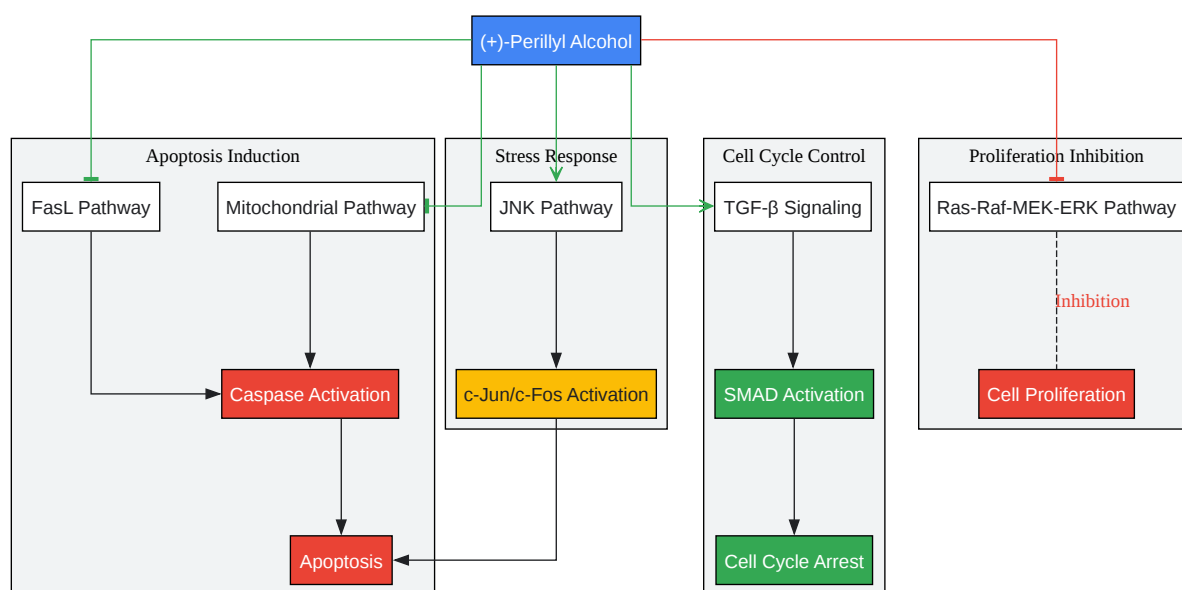 (+)-Perillyl Alcohol
Apoptosis Induction
Stress Response
Cell Cycle Control
Proliferation Inhibition
FasL Pathway
Mitochondrial Pathway
JNK Pathway
TGF-β Signaling
Ras-Raf-MEK-ERK Pathway
Inhibition
Caspase Activation
c-Jun/c-Fos Activation
SMAD Activation
Cell Proliferation
Apoptosis
Cell Cycle Arrest